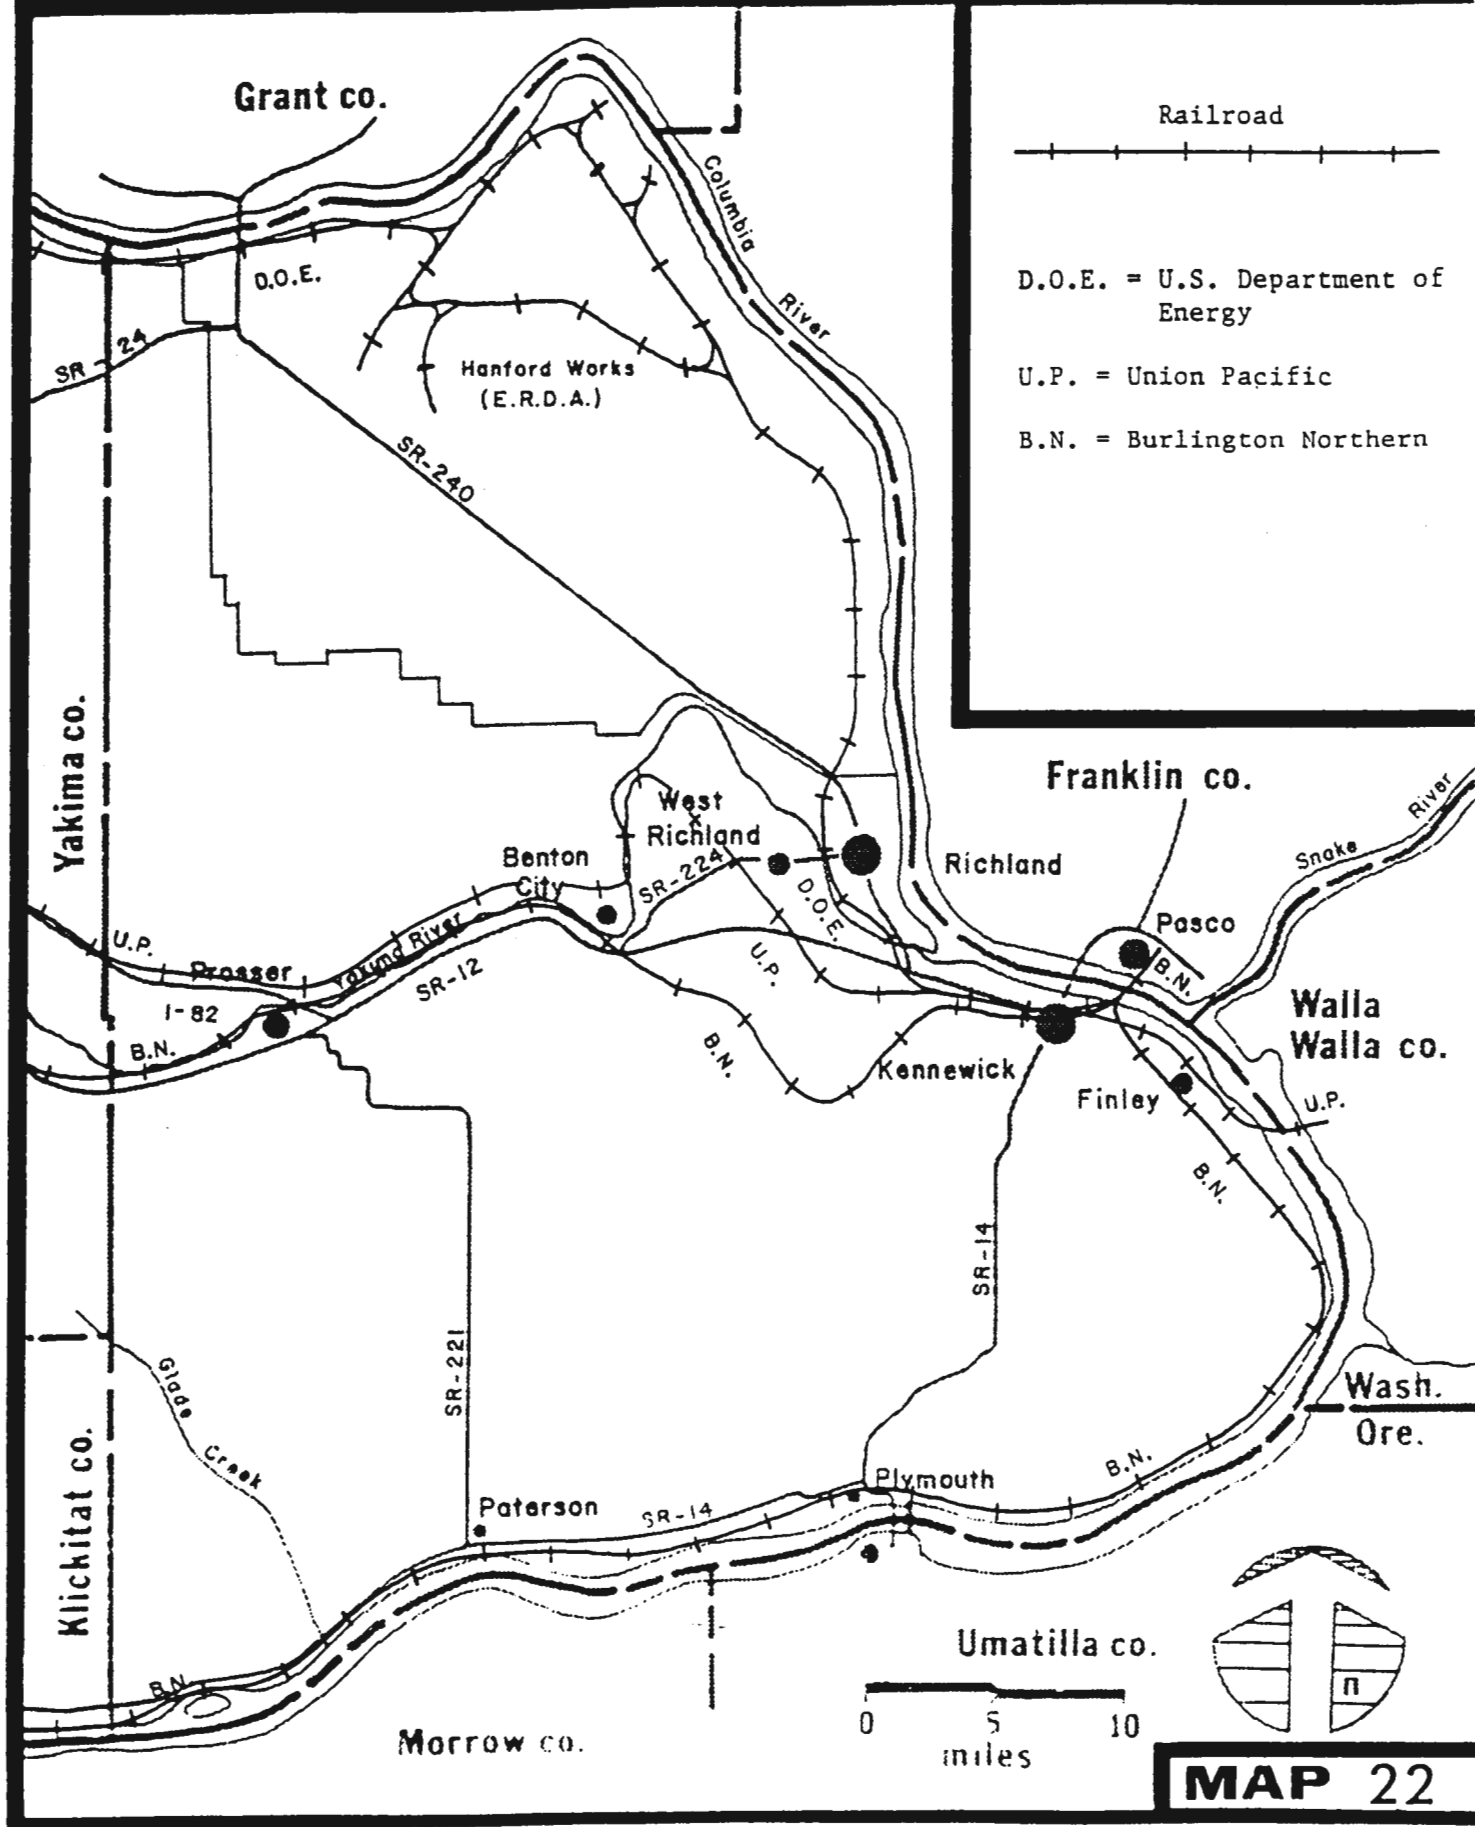 Grant co.
Railroad
Columbia
River
D.O.E.
D.O.E. = U.S. Department of
Energy
SR 24
Hanford Works
(E.R.D.A.)
U.P. = Union Pacific
B.N. = Burlington Northern
SR-240
Yakima co.
Franklin co.
West
Richland
Snake
River
Benton
City
SR-224
Richland
D.O.E.
Pasco
U.P.
Prosser
Yakima River
SR-12
U.P.
B.N.
I-82
B.N.
B.N.
Kennewick
Walla
Walla co.
Finley
U.P.
B.N.
SR-14
SR-221
Glade
Creek
Wash.
Ore.
Klickitat co.
Paterson
SR-14
Plymouth
B.N.
B.N.
Morrow co.
Umatilla co.
0 5 10
miles
n
MAP 22